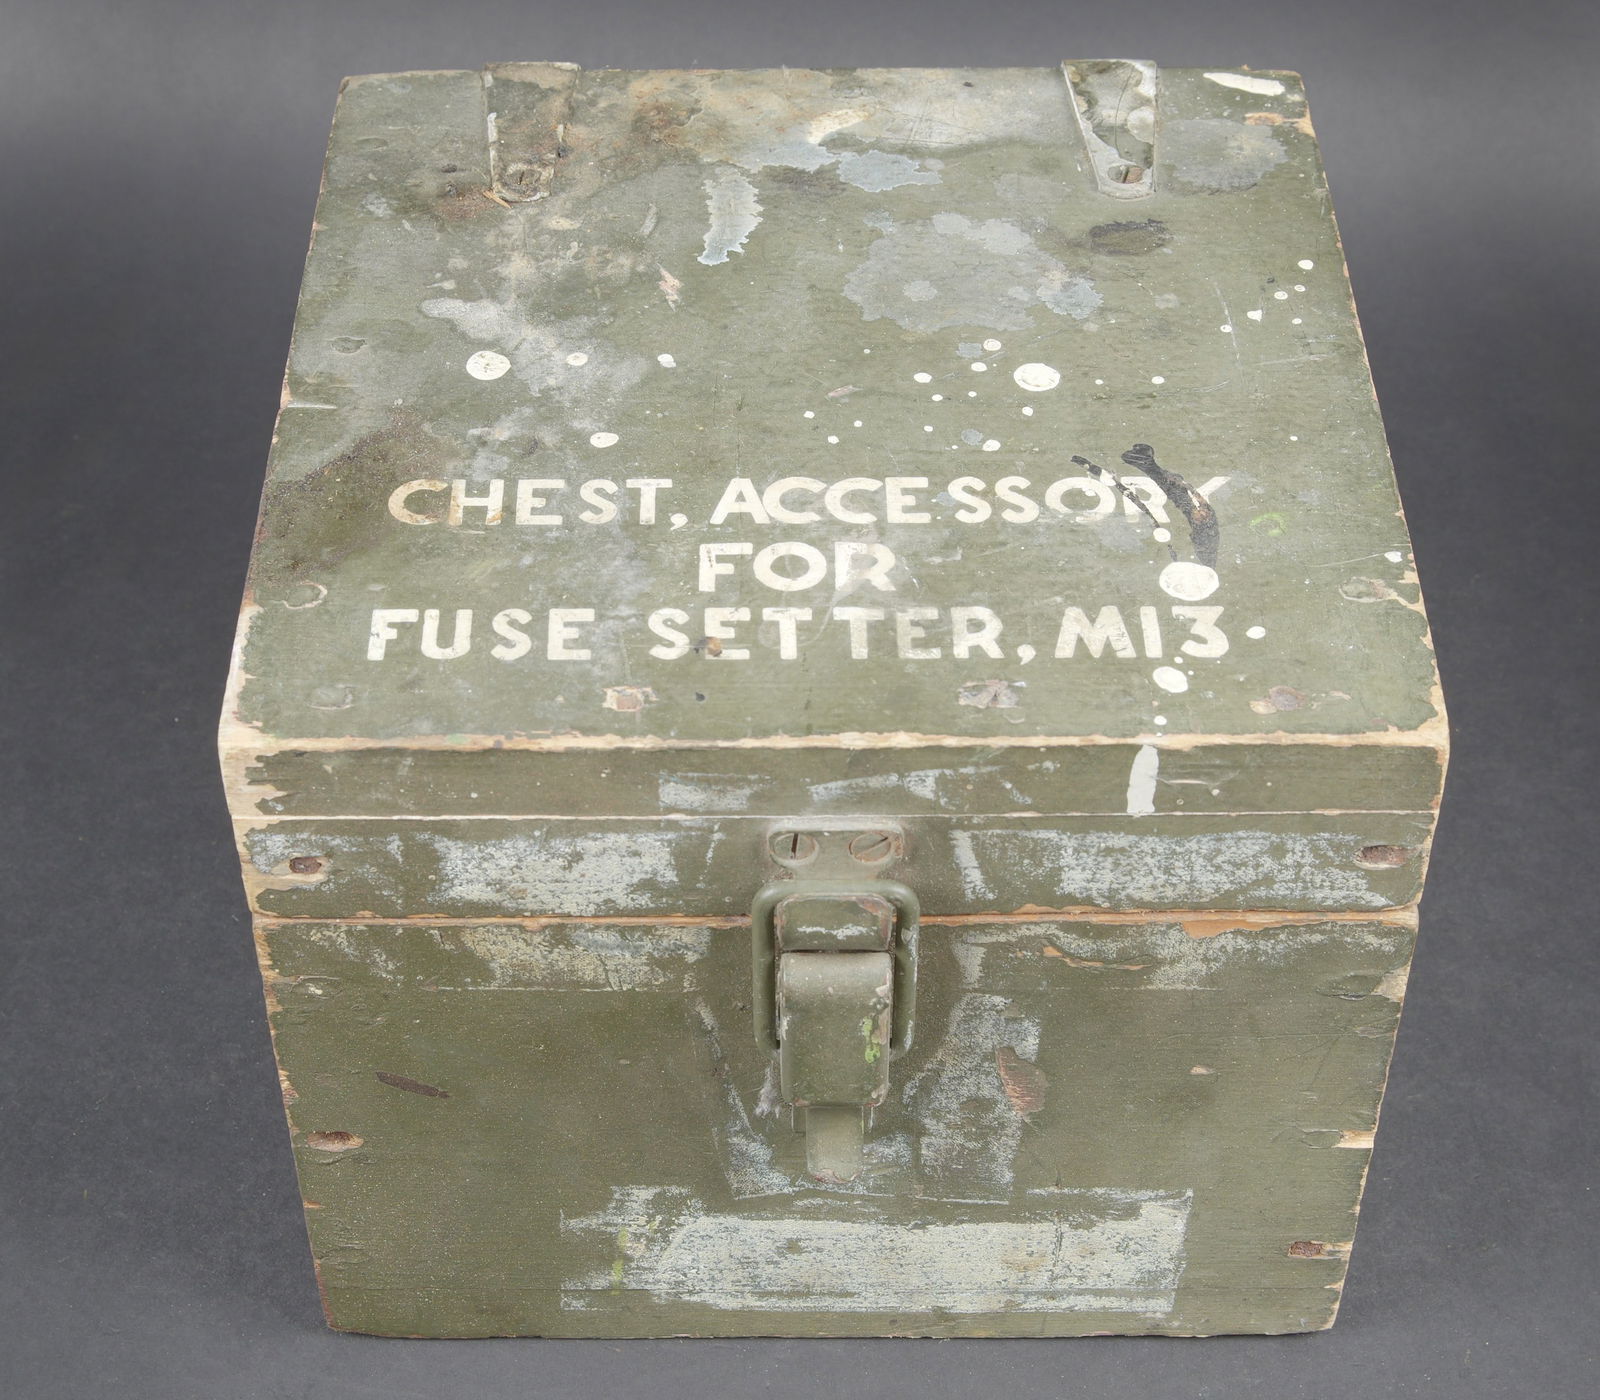 CHEST, ACCESSORY
FOR
FUSE SETTER, M13